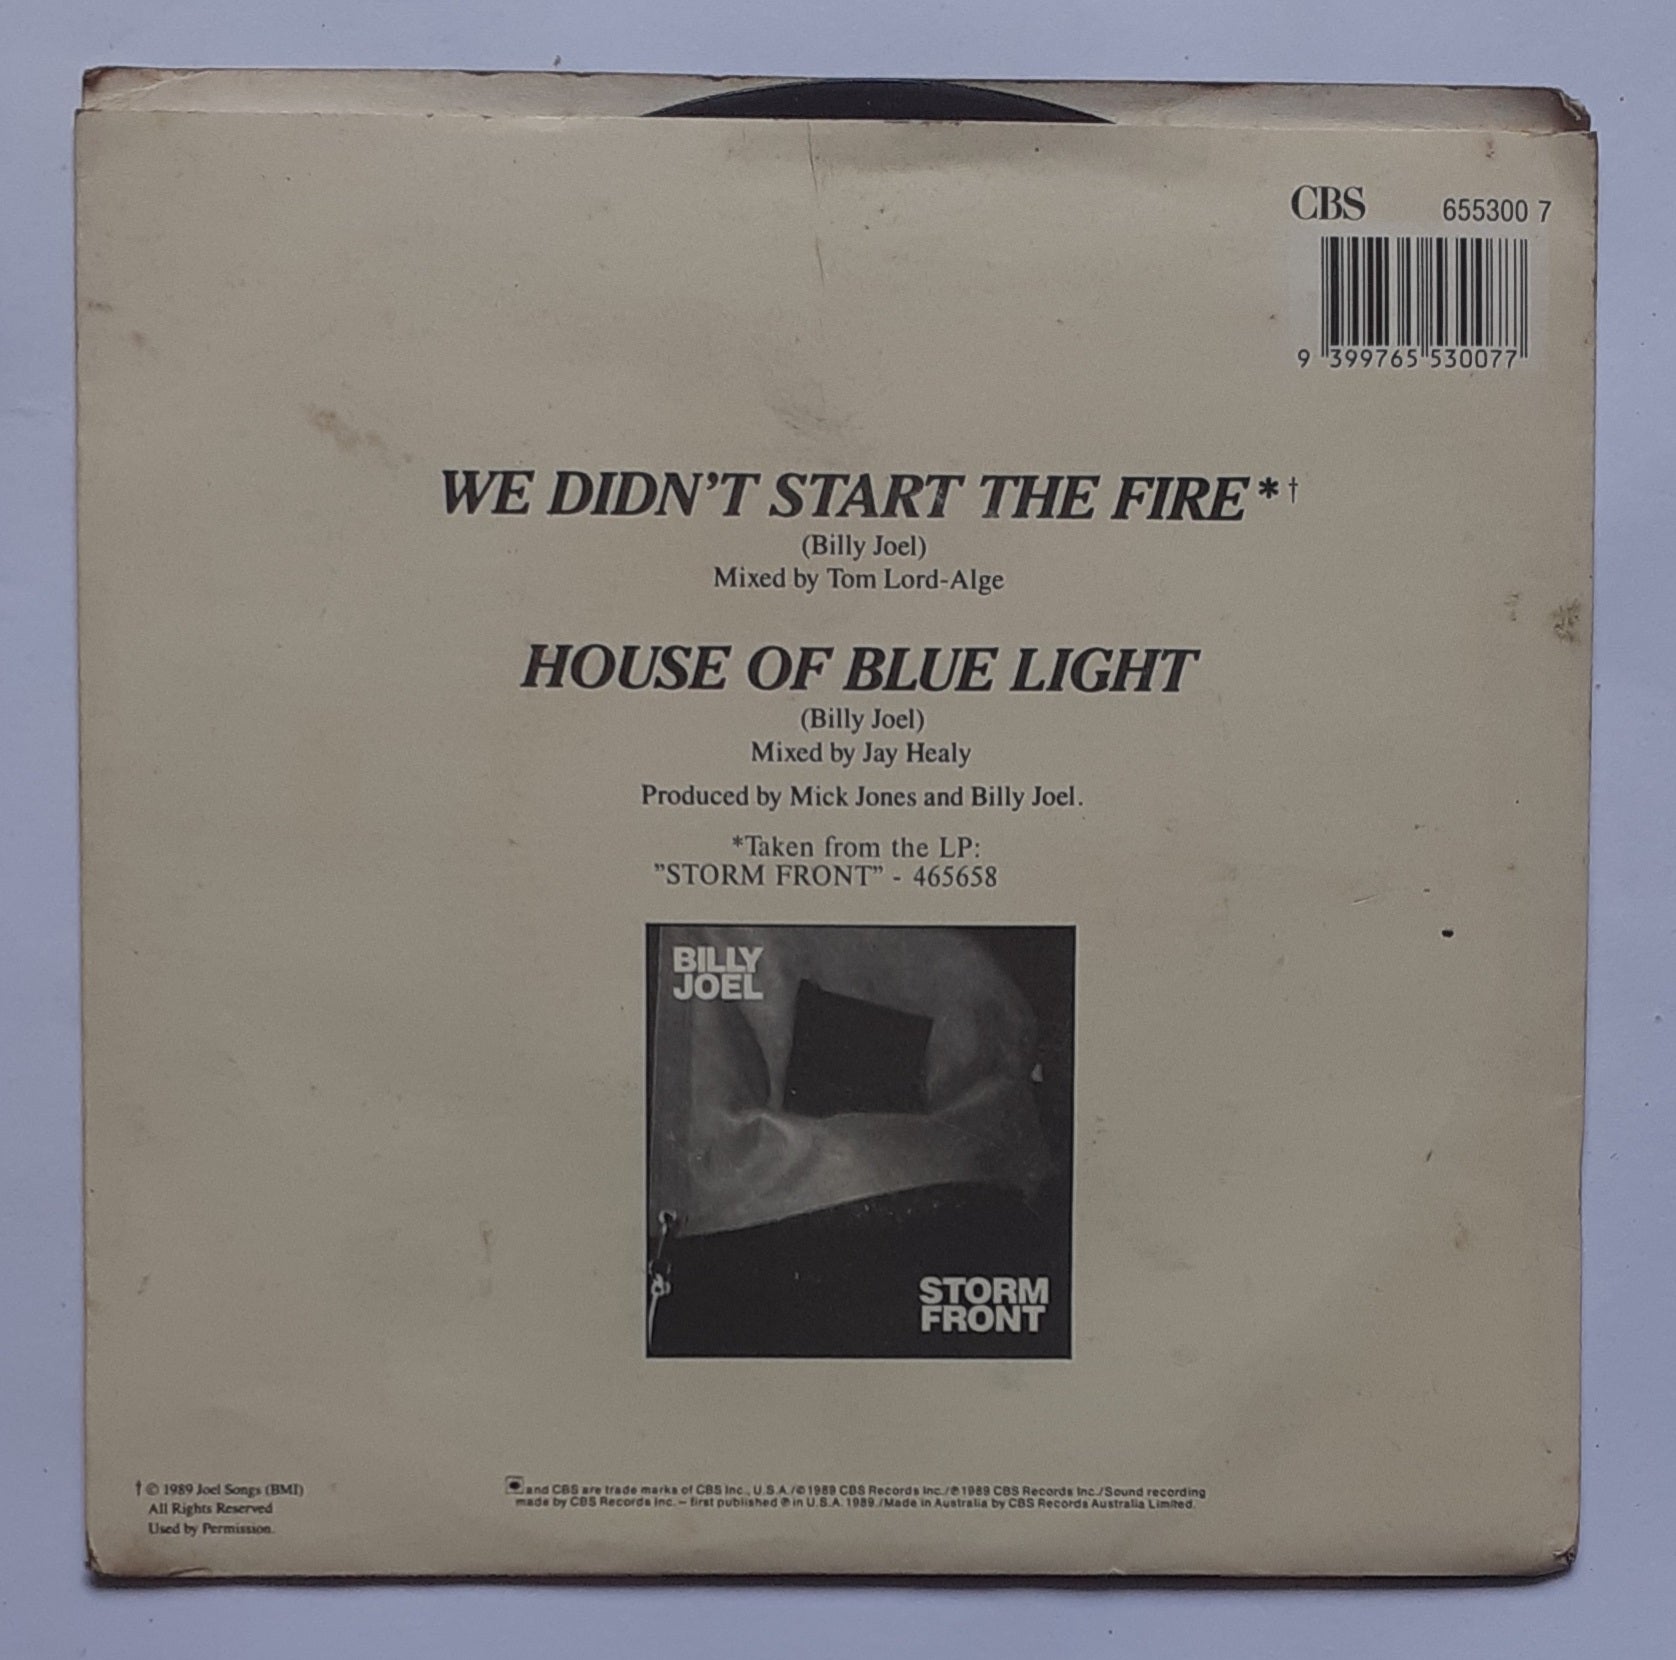 CBS 655300 7
9 399765 530077
WE DIDN'T START THE FIRE*†
(Billy Joel)
Mixed by Tom Lord-Alge
HOUSE OF BLUE LIGHT
(Billy Joel)
Mixed by Jay Healy
Produced by Mick Jones and Billy Joel.
*Taken from the LP:
”STORM FRONT” - 465658
BILLY
JOEL
STORM
FRONT
† © 1989 Joel Songs (BMI)
All Rights Reserved
Used by Permission.
and CBS are trade marks of CBS Inc., U.S.A./© 1989 CBS Records Inc./℗ 1989 CBS Records Inc./Sound recording
made by CBS Records Inc. – first published ℗ in U.S.A. 1989./Made in Australia by CBS Records Australia Limited.